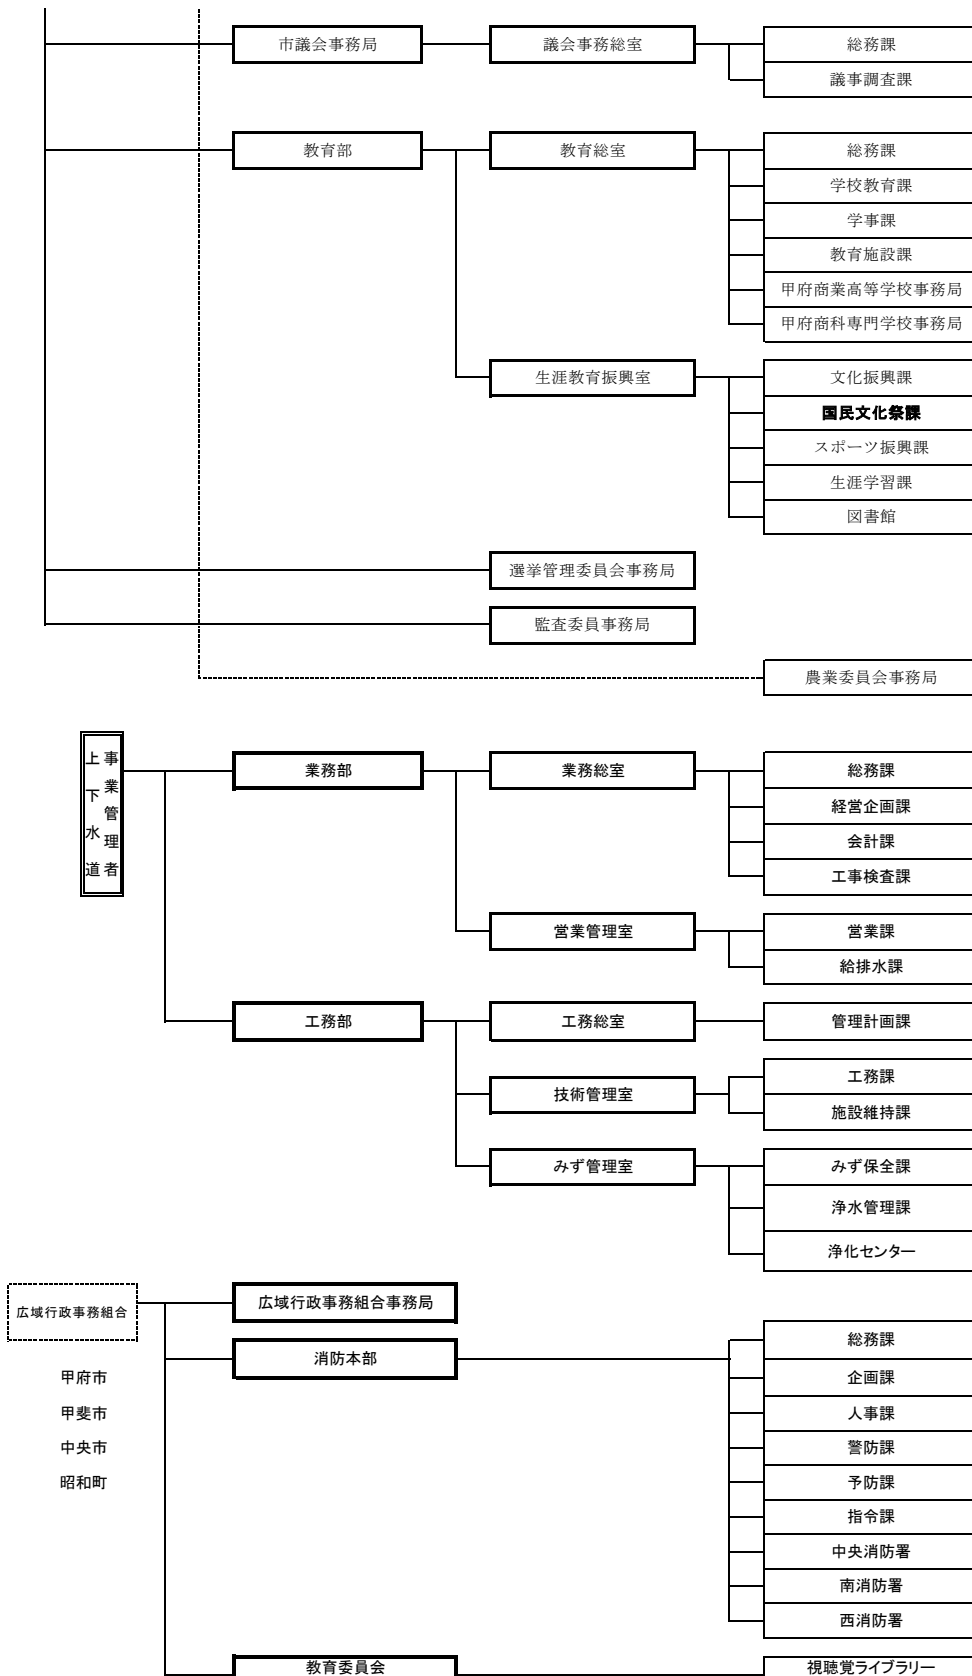 市議会事務局
議会事務総室
総務課
議事調査課
教育部
教育総室
総務課
学校教育課
学事課
教育施設課
甲府商業高等学校事務局
甲府商科専門学校事務局
生涯教育振興室
文化振興課
国民文化祭課
スポーツ振興課
生涯学習課
図書館
選挙管理委員会事務局
監査委員事務局
農業委員会事務局
上下水道
事業管理者
業務部
業務総室
総務課
経営企画課
会計課
工事検査課
営業管理室
営業課
給排水課
工務部
工務総室
管理計画課
技術管理室
工務課
施設維持課
みず管理室
みず保全課
浄水管理課
浄化センター
広域行政事務組合
甲府市
甲斐市
中央市
昭和町
広域行政事務組合事務局
消防本部
総務課
企画課
人事課
警防課
予防課
指令課
中央消防署
南消防署
西消防署
教育委員会
視聴覚ライブラリー